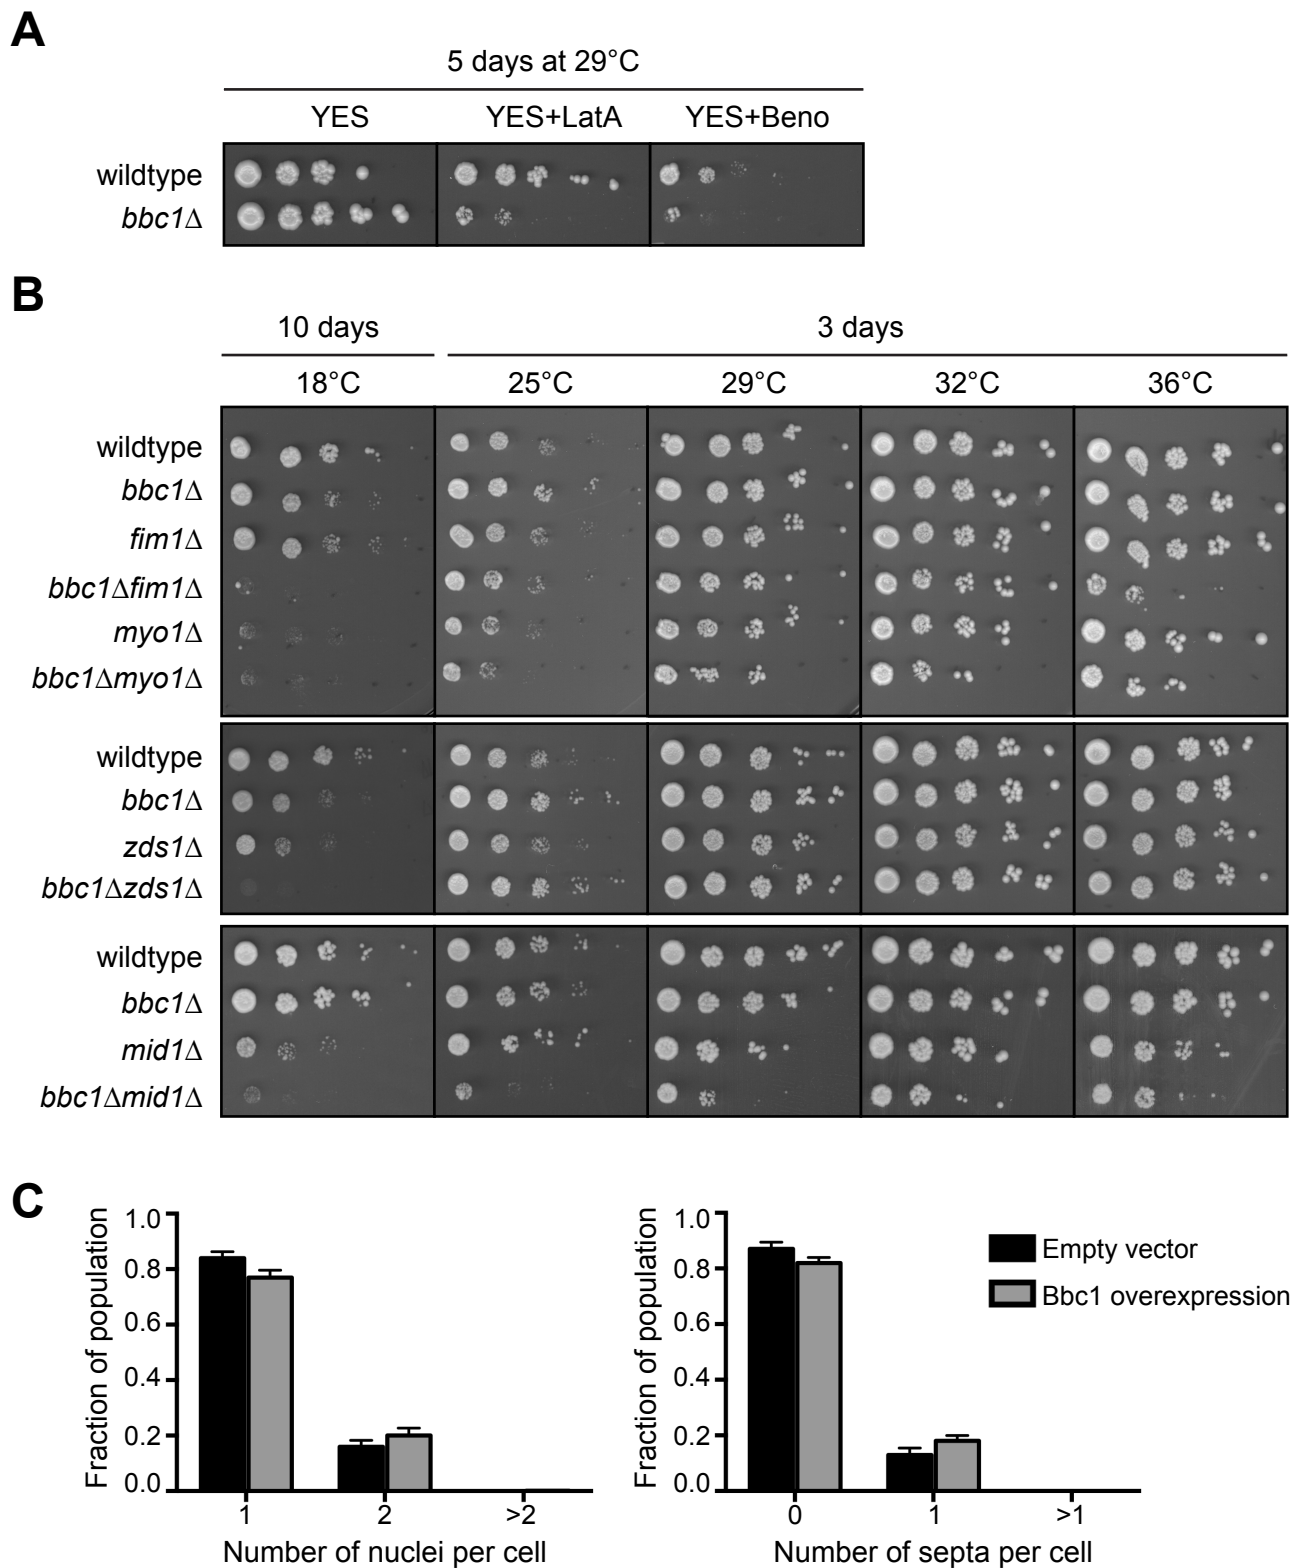 A
5 days at 29°C
YES YES+LatA YES+Beno
wildtype
bbc1Δ
B
10 days 3 days
18°C 25°C 29°C 32°C 36°C
wildtype
bbc1Δ
fim1Δ
bbc1Δfim1Δ
myo1Δ
bbc1Δmyo1Δ
wildtype
bbc1Δ
zds1Δ
bbc1Δzds1Δ
wildtype
bbc1Δ
mid1Δ
bbc1Δmid1Δ
C
Fraction of population
1.0
0.8
0.6
0.4
0.2
0.0
1 2 >2
Number of nuclei per cell
Fraction of population
1.0
0.8
0.6
0.4
0.2
0.0
0 1 >1
Number of septa per cell
Empty vector
Bbc1 overexpression